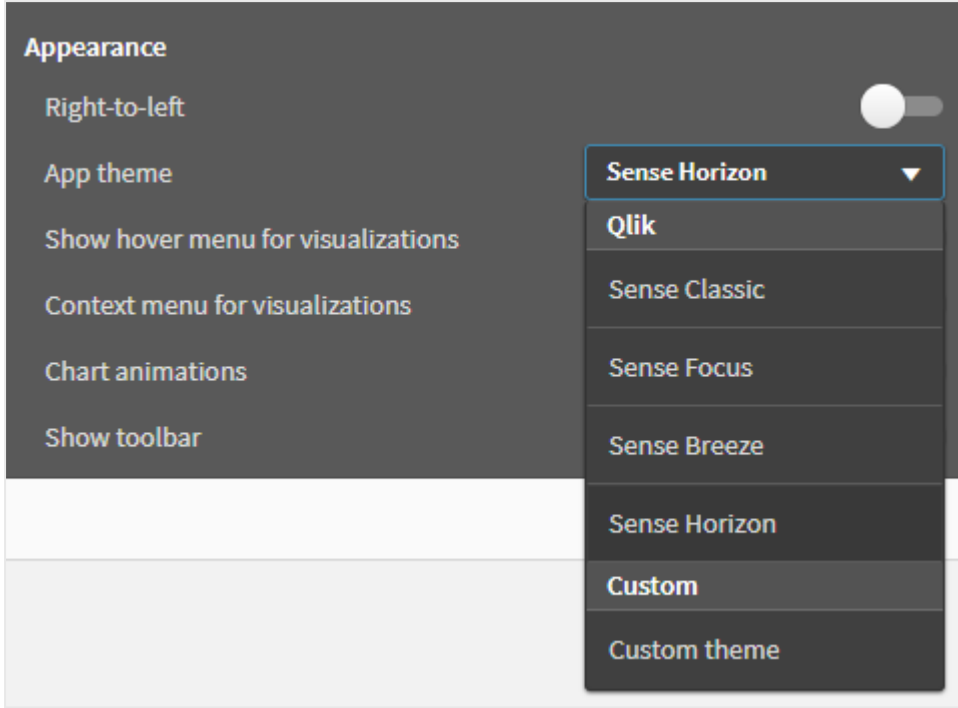 Appearance
Right-to-left
App theme
Sense Horizon
Show hover menu for visualizations
Context menu for visualizations
Chart animations
Show toolbar
Qlik
Sense Classic
Sense Focus
Sense Breeze
Sense Horizon
Custom
Custom theme